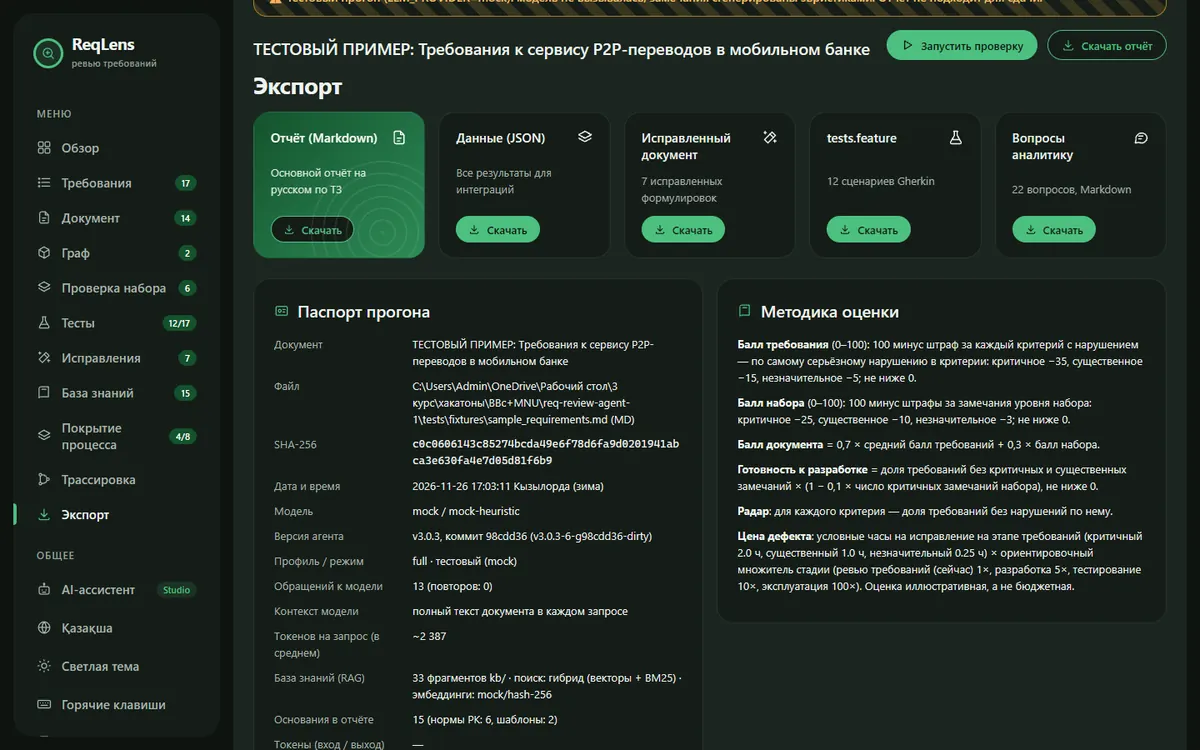 ТЕСТОВЫЙ ПРИМЕР: Требования к сервису P2P-переводов в мобильном банке
Запустить проверку
Скачать отчёт
ReqLens
ревью требований
МЕНЮ
Обзор
Требования 17
Документ 14
Граф 2
Проверка набора 6
Тесты 12/17
Исправления 7
База знаний 15
Покрытие
процесса 4/8
Трассировка
Экспорт
ОБЩЕЕ
AI-ассистент Studio
Қазақша
Светлая тема
Горячие клавиши
Экспорт
Отчёт (Markdown)
Основной отчёт на
русском по ТЗ
Скачать
Данные (JSON)
Все результаты для
интеграций
Скачать
Исправленный
документ
7 исправленных
формулировок
Скачать
tests.feature
12 сценариев Gherkin
Скачать
Вопросы
аналитику
22 вопросов, Markdown
Скачать
Паспорт прогона
Документ ТЕСТОВЫЙ ПРИМЕР: Требования к сервису P2P-
переводов в мобильном банке
Файл C:\Users\Admin\OneDrive\Рабочий стол\3
курс\хакатоны\BBc+MNU\req-review-agent-
1\tests\fixtures\sample_requirements.md (MD)
SHA-256 c0c0606143c85274bcda49e6f78d6fa9d0201941ab
ca3e630fa4e7d05d81f6b9
Дата и время 2026-11-26 17:03:11 Кызылорда (зима)
Модель mock / mock-heuristic
Версия агента v3.0.3, коммит 98cdd36 (v3.0.3-6-g98cdd36-dirty)
Профиль / режим full · тестовый (mock)
Обращений к модели 13 (повторов: 0)
Контекст модели полный текст документа в каждом запросе
Токенов на запрос (в ~2 387
среднем)
База знаний (RAG) 33 фрагментов kb/ · поиск: гибрид (векторы + BM25) ·
эмбеддинги: mock/hash-256
Основания в отчёте 15 (нормы РК: 6, шаблоны: 2)
Токены (вход / выход) —
Методика оценки
Балл требования (0–100): 100 минус штраф за каждый критерий с нарушением
— по самому серьёзному нарушению в критерии: критичное −35, существенное
−15, незначительное −5; не ниже 0.
Балл набора (0–100): 100 минус штрафы за замечания уровня набора:
критичное −25, существенное −10, незначительное −3; не ниже 0.
Балл документа = 0,7 × средний балл требований + 0,3 × балл набора.
Готовность к разработке = доля требований без критичных и существенных
замечаний × (1 − 0,1 × число критичных замечаний набора), не ниже 0.
Радар: для каждого критерия — доля требований без нарушений по нему.
Цена дефекта: условные часы на исправление на этапе требований (критичный
2.0 ч, существенный 1.0 ч, незначительный 0.25 ч) × ориентировочный
множитель стадии (ревью требований (сейчас) 1×, разработка 5×, тестирование
10×, эксплуатация 100×). Оценка иллюстративная, а не бюджетная.